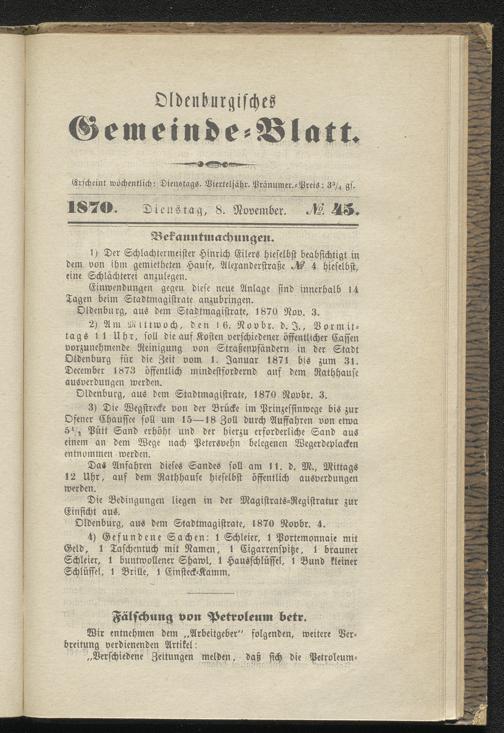 Oldenburgisches
Gemeinde-Blatt.
Erscheint wöchentlich: Dienstags. Vierteljähr. Pränumer.-Preis: 3¾ gs.
1870. Dienstag, 8. November. № 45.
Bekanntmachungen.
1) Der Schlachtermeister Hinrich Eilers hieselbst beabsichtigt in
dem von ihm gemietheten Hause, Alexanderstraße № 4 hieselbst,
eine Schlächterei anzulegen.
Einwendungen gegen diese neue Anlage sind innerhalb 14
Tagen beim Stadtmagistrate anzubringen.
Oldenburg, aus dem Stadtmagistrate, 1870 Nov. 3.
2) Am Mittwoch, den 16. Novbr. d. J., Vormit-
tags 11 Uhr, soll die auf Kosten verschiedener öffentlicher Cassen
vorzunehmende Reinigung von Straßenpfändern in der Stadt
Oldenburg für die Zeit vom 1. Januar 1871 bis zum 31.
December 1873 öffentlich mindestfordernd auf dem Rathhause
ausverdungen werden.
Oldenburg, aus dem Stadtmagistrate, 1870 Novbr. 3.
3) Die Wegstrecke von der Brücke im Prinzessinwege bis zur
Ofener Chaussee soll um 15—18 Zoll durch Auffahren von etwa
Pütt Sand erhöht und der hierzu erforderliche Sand aus
einem an dem Wege nach Petersvehn belegenen Wegerdeplacken
entnommen werden.
Das Anfahren dieses Sandes soll am 11. d. M., Mittags
12 Uhr, auf dem Rathhause hieselbst öffentlich ausverdungen
werden.
Die Bedingungen liegen in der Magistrats-Registratur zur
Einsicht aus.
Oldenburg, aus dem Stadtmagistrate, 1870 Novbr. 4.
4) Gefundene Sachen: 1 Schleier, 1 Portemonnaie mit
Geld, 1 Taschentuch mit Namen, 1 Cigarrenspitze, 1 brauner
Schleier, 1 buntwollener Shawl, 1 Hausschlüssel, 1 Bund kleiner
Schlüssel, 1 Brille, 1 Einsteck-Kamm.
Fälschung von Petroleum betr.
Wir entnehmen dem „Arbeitgeber" folgenden, weitere Ver-
breitung verdienenden Artikel:
„Verschiedene Zeitungen melden, daß sich die Petroleum-